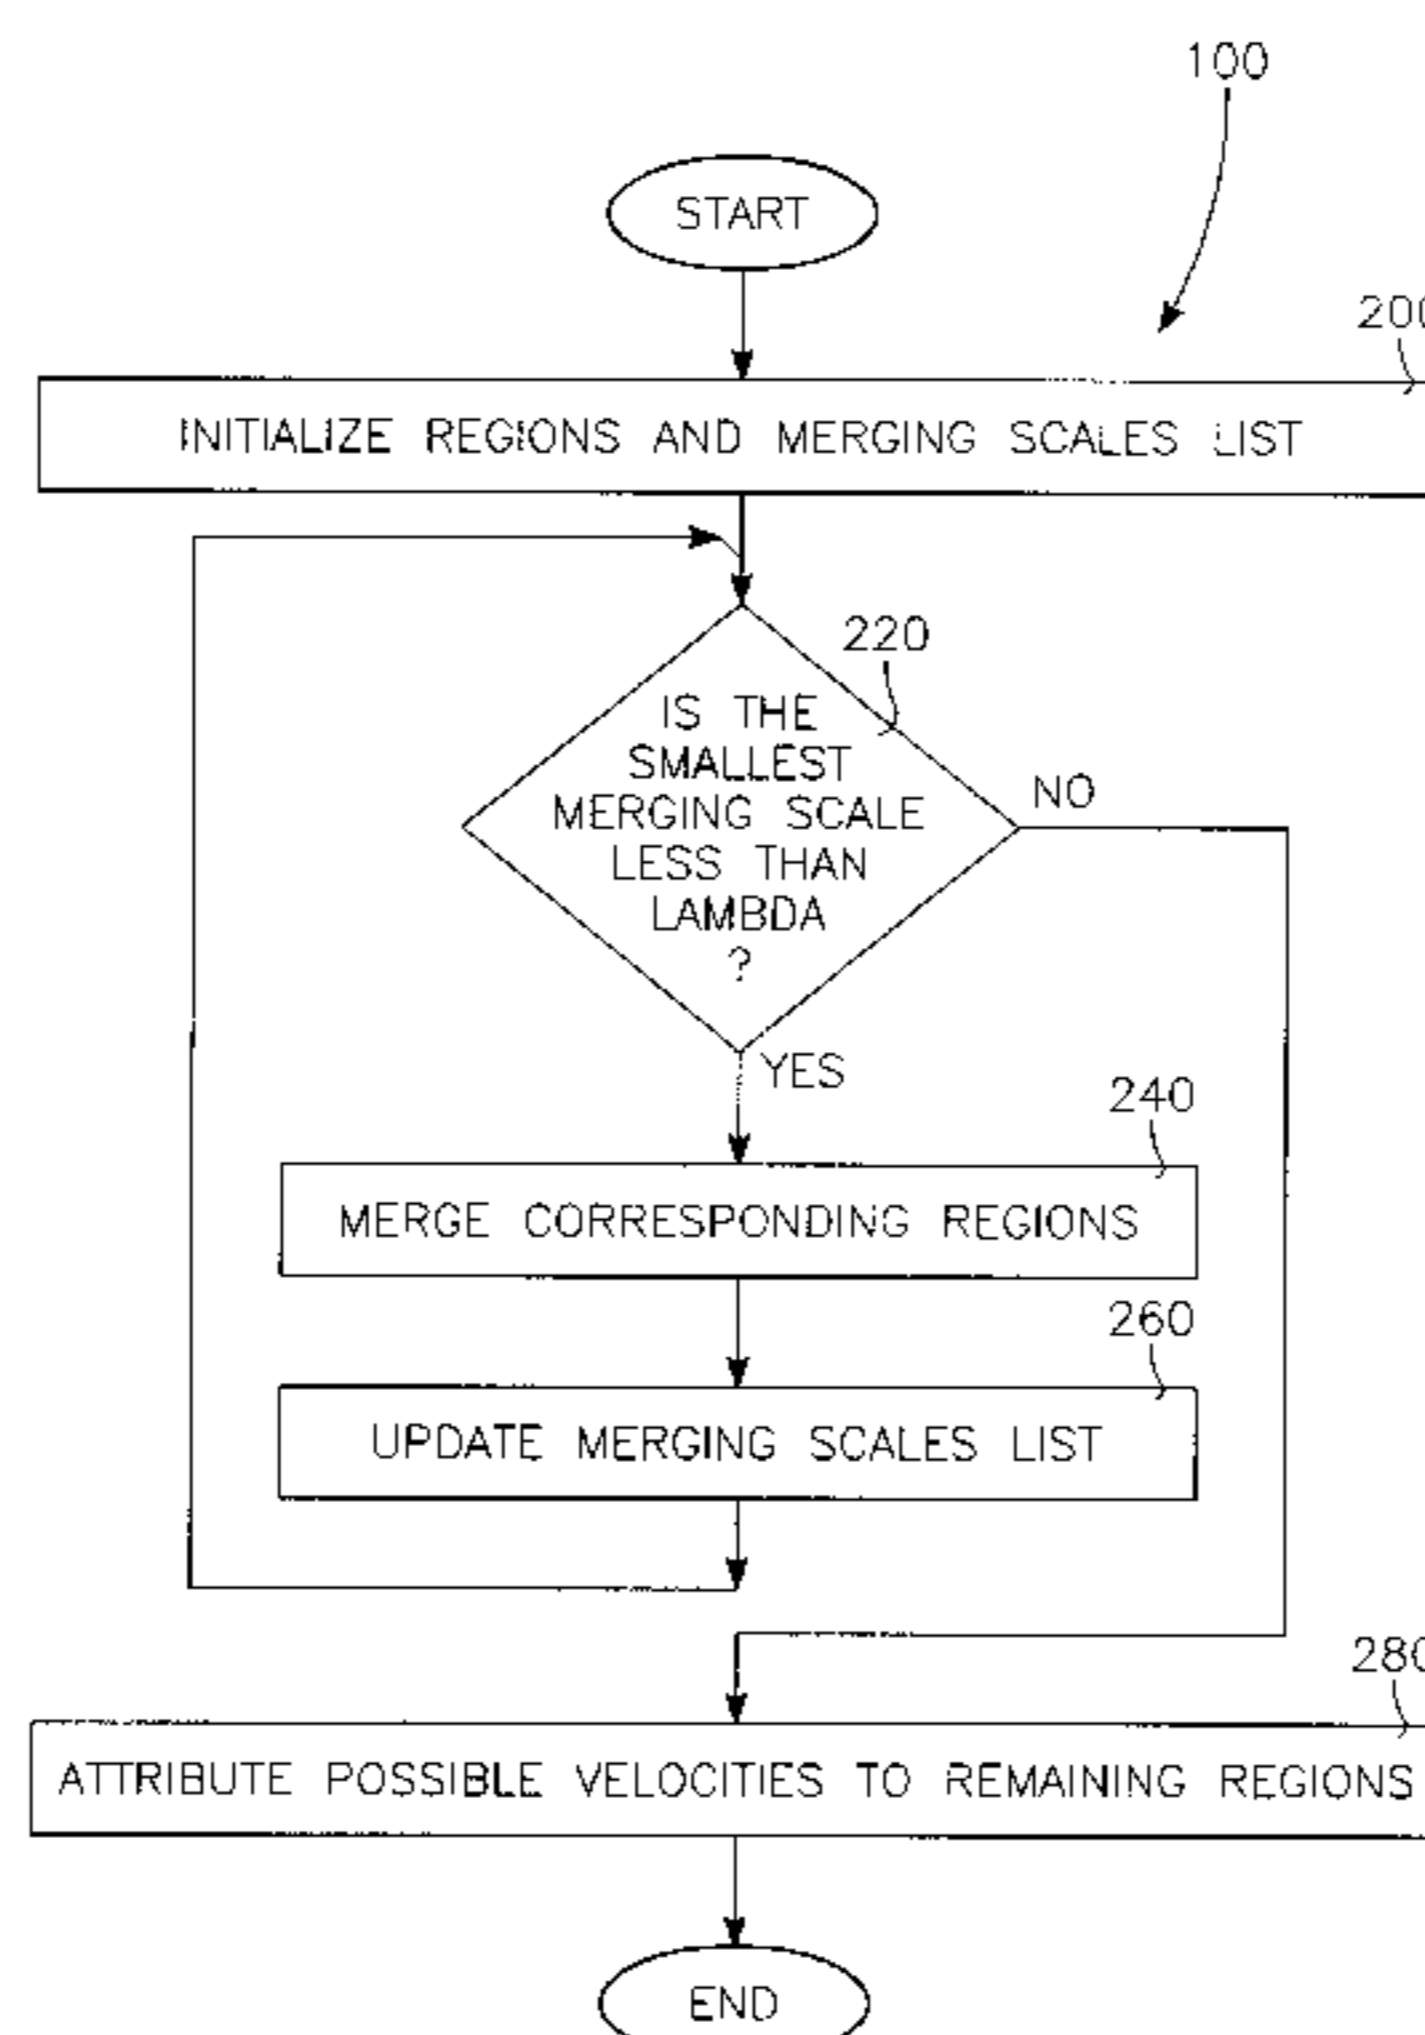 100
START
200
INITIALIZE REGIONS AND MERGING SCALES LIST
220
IS THE
SMALLEST
MERGING SCALE
LESS THAN
LAMBDA
?
NO
YES
240
MERGE CORRESPONDING REGIONS
260
UPDATE MERGING SCALES LIST
280
ATTRIBUTE POSSIBLE VELOCITIES TO REMAINING REGIONS
END